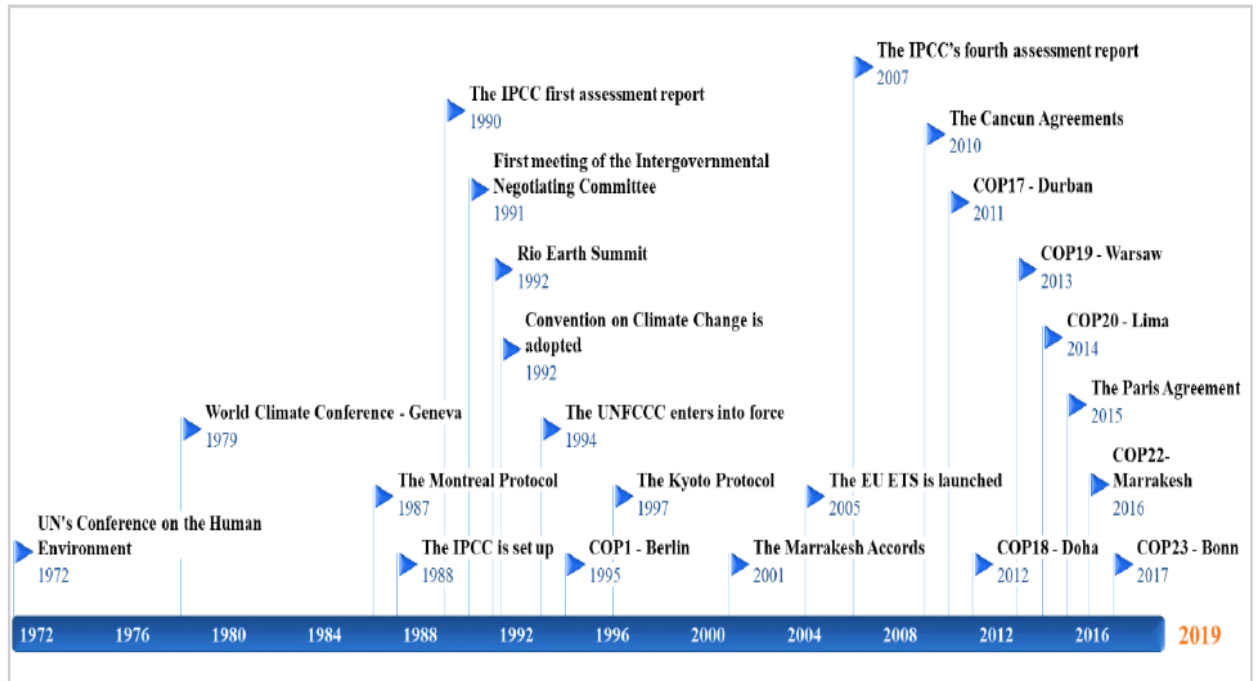 The IPCC's fourth assessment report
2007
The IPCC first assessment report
1990
The Cancun Agreements
2010
First meeting of the Intergovernmental
Negotiating Committee
1991
COP17 - Durban
2011
Rio Earth Summit
1992
COP19 - Warsaw
2013
Convention on Climate Change is
adopted
1992
COP20 - Lima
2014
The Paris Agreement
2015
World Climate Conference - Geneva
1979
The UNFCCC enters into force
1994
COP22-
Marrakesh
2016
The Montreal Protocol
1987
The Kyoto Protocol
1997
The EU ETS is launched
2005
UN's Conference on the Human
Environment
1972
The IPCC is set up
1988
COP1 - Berlin
1995
The Marrakesh Accords
2001
COP18 - Doha
2012
COP23 - Bonn
2017
1972 1976 1980 1984 1988 1992 1996 2000 2004 2008 2012 2016 2019